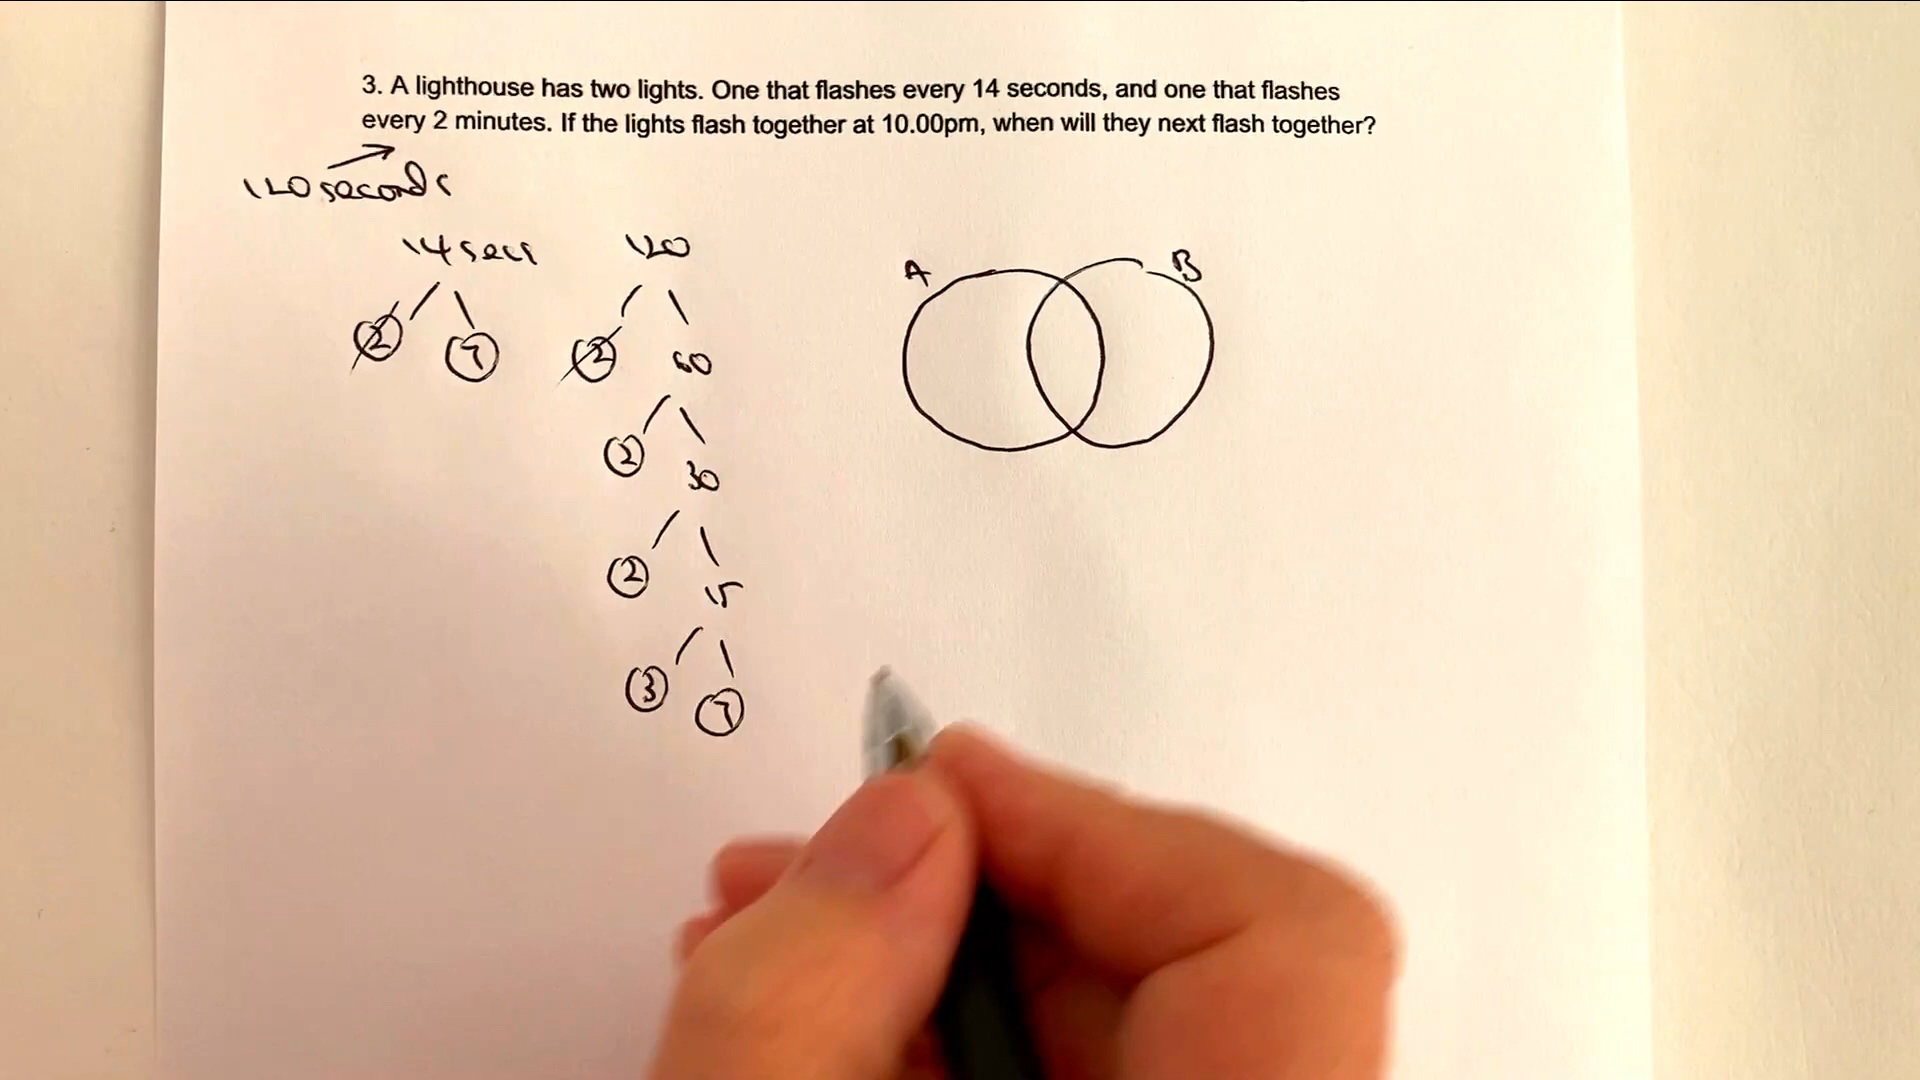 3. A lighthouse has two lights. One that flashes every 14 seconds, and one that flashes
every 2 minutes. If the lights flash together at 10.00pm, when will they next flash together?
120 seconds
14 secs 120
A B
2 7 2 60
2 30
2 15
3